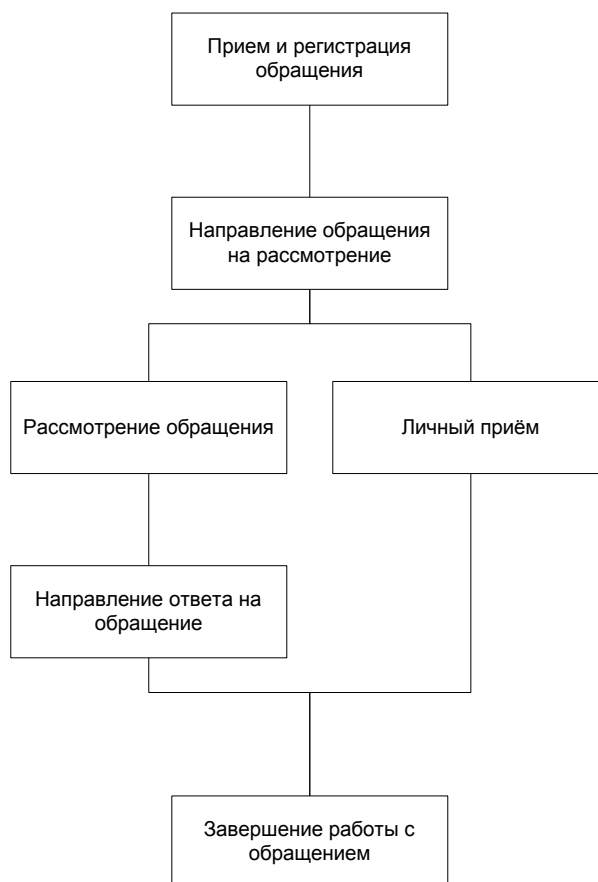 Прием и регистрация
обращения
Направление обращения
на рассмотрение
Рассмотрение обращения
Личный приём
Направление ответа на
обращение
Завершение работы с
обращением